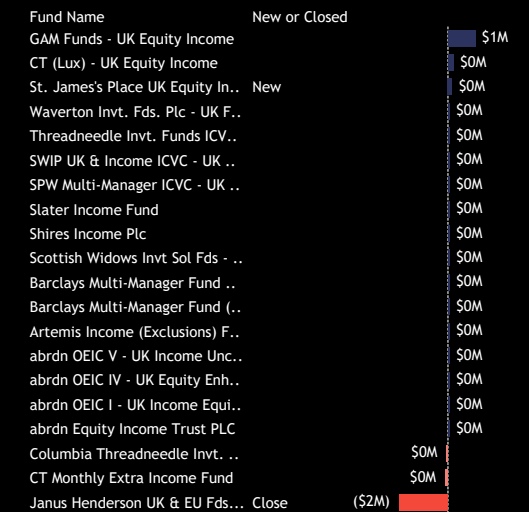 Fund Name New or Closed
GAM Funds - UK Equity Income $1M
CT (Lux) - UK Equity Income $0M
St. James's Place UK Equity In.. New $0M
Waverton Invt. Fds. Plc - UK F.. $0M
Threadneedle Invt. Funds ICV.. $0M
SWIP UK & Income ICVC - UK .. $0M
SPW Multi-Manager ICVC - UK .. $0M
Slater Income Fund $0M
Shires Income Plc $0M
Scottish Widows Invt Sol Fds - .. $0M
Barclays Multi-Manager Fund .. $0M
Barclays Multi-Manager Fund (.. $0M
Artemis Income (Exclusions) F.. $0M
abrdn OEIC V - UK Income Unc.. $0M
abrdn OEIC IV - UK Equity Enh.. $0M
abrdn OEIC I - UK Income Equi.. $0M
abrdn Equity Income Trust PLC $0M
Columbia Threadneedle Invt. .. $0M
CT Monthly Extra Income Fund $0M
Janus Henderson UK & EU Fds... Close ($2M)